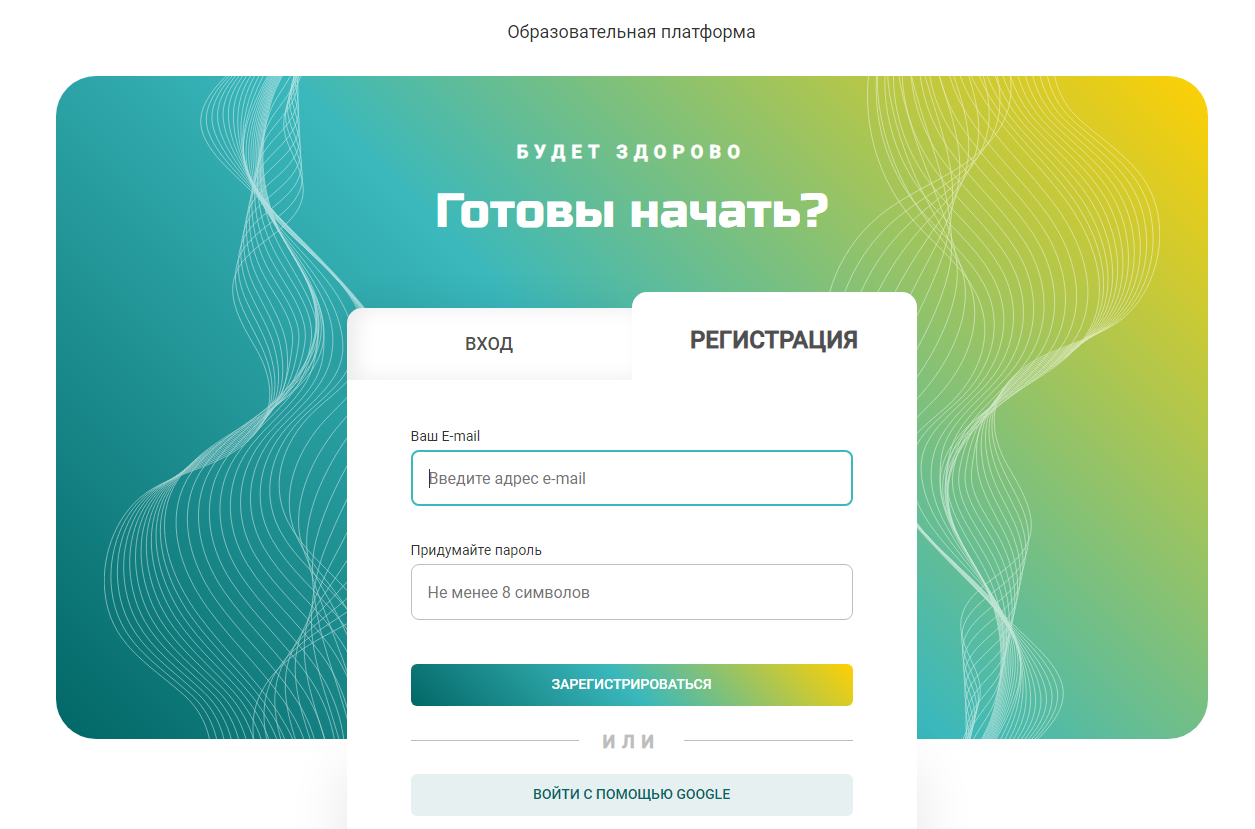 Образовательная платформа
БУДЕТ ЗДОРОВО
Готовы начать?
ВХОД
РЕГИСТРАЦИЯ
Ваш E-mail
Введите адрес e-mail
Придумайте пароль
Не менее 8 символов
ЗАРЕГИСТРИРОВАТЬСЯ
ИЛИ
ВОЙТИ С ПОМОЩЬЮ GOOGLE